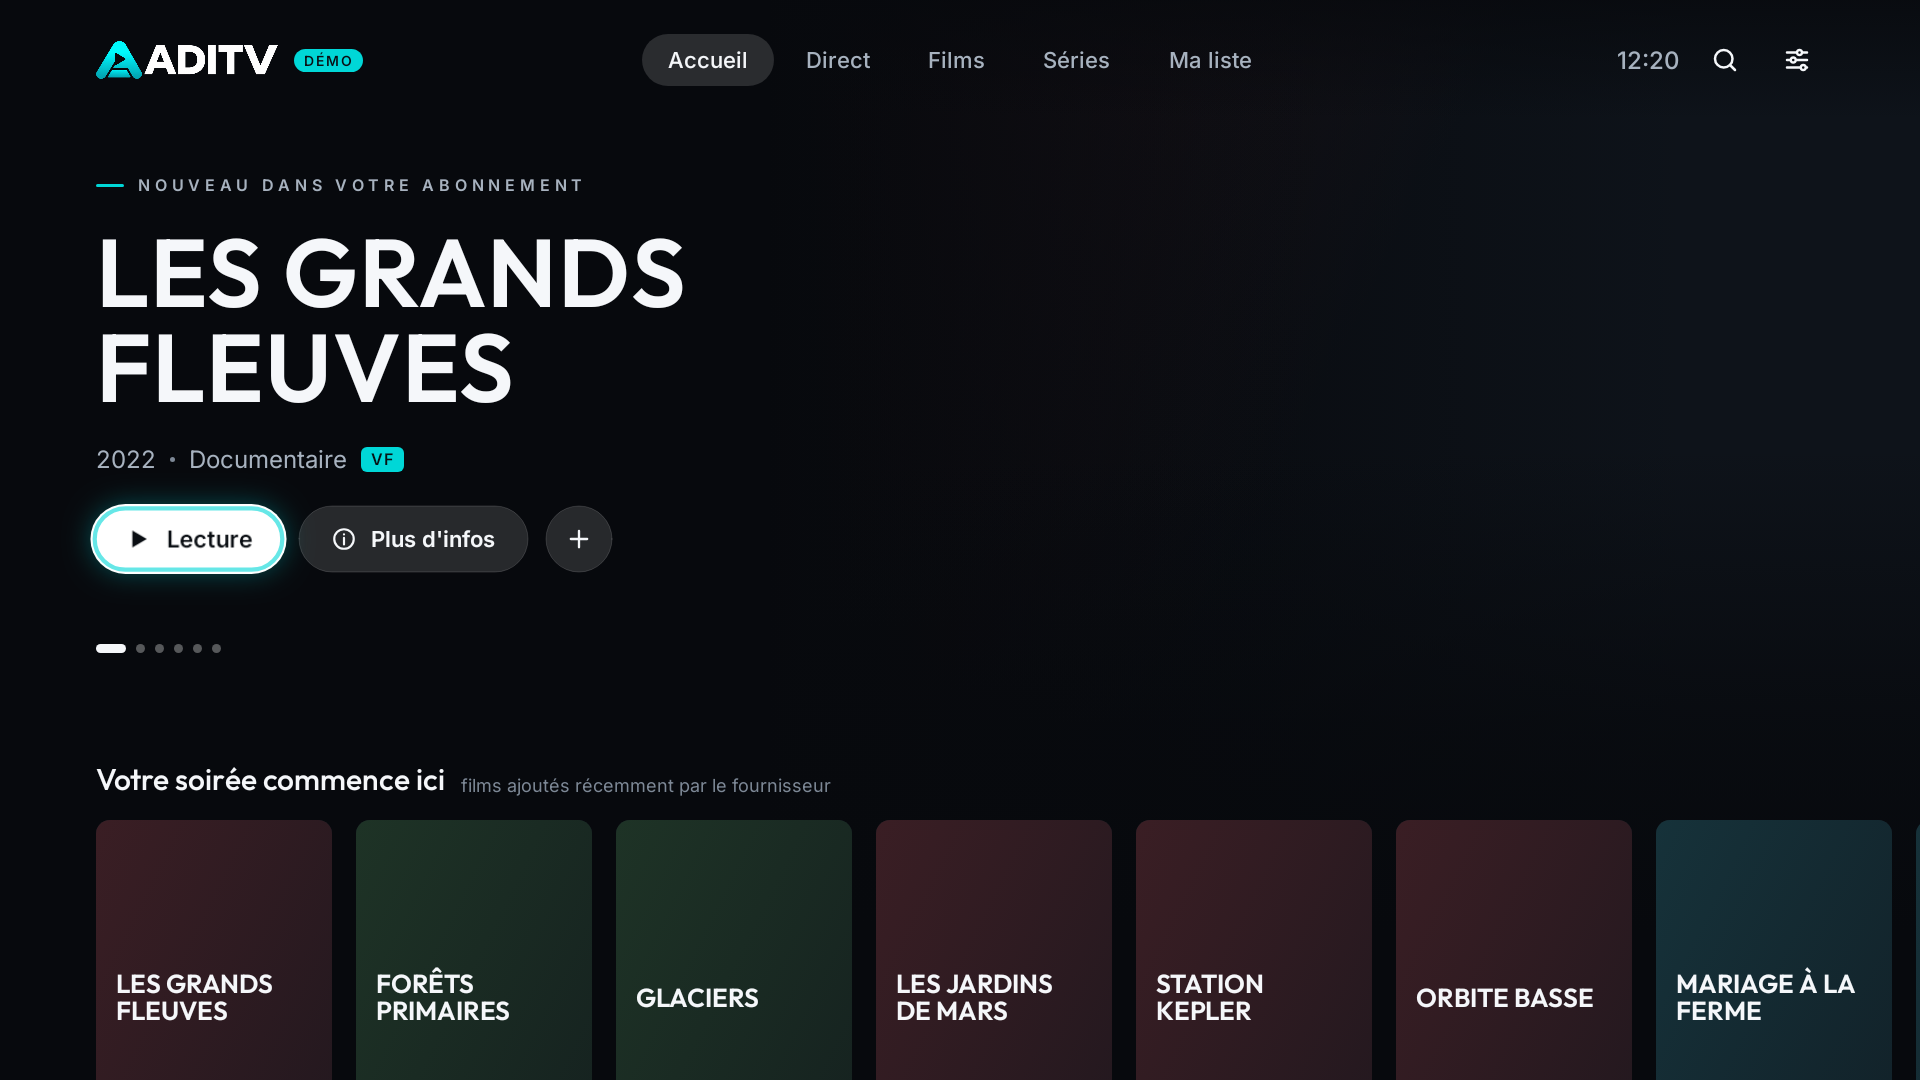 ADITV DÉMO
Accueil Direct Films Séries Ma liste
12:20
NOUVEAU DANS VOTRE ABONNEMENT
LES GRANDS
FLEUVES
2022 • Documentaire VF
Lecture Plus d'infos
Votre soirée commence ici films ajoutés récemment par le fournisseur
LES GRANDS
FLEUVES
FORÊTS
PRIMAIRES
GLACIERS
LES JARDINS
DE MARS
STATION
KEPLER
ORBITE BASSE
MARIAGE À LA
FERME